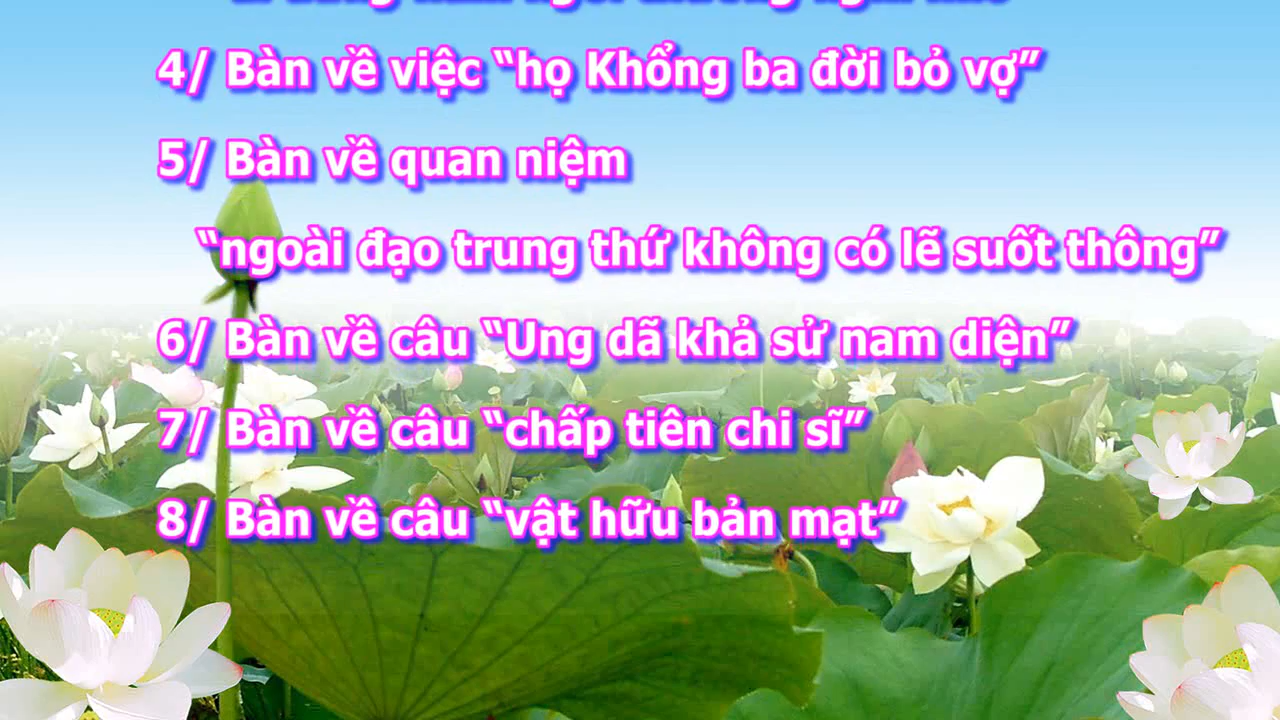 4/ Bàn về việc “họ Khổng ba đời bỏ vợ”
5/ Bàn về quan niệm
“ngoài đạo trung thứ không có lẽ suốt thông”
6/ Bàn về câu “Ung dã khả sử nam diện”
7/ Bàn về câu “chấp tiên chi sĩ”
8/ Bàn về câu “vật hữu bản mạt”